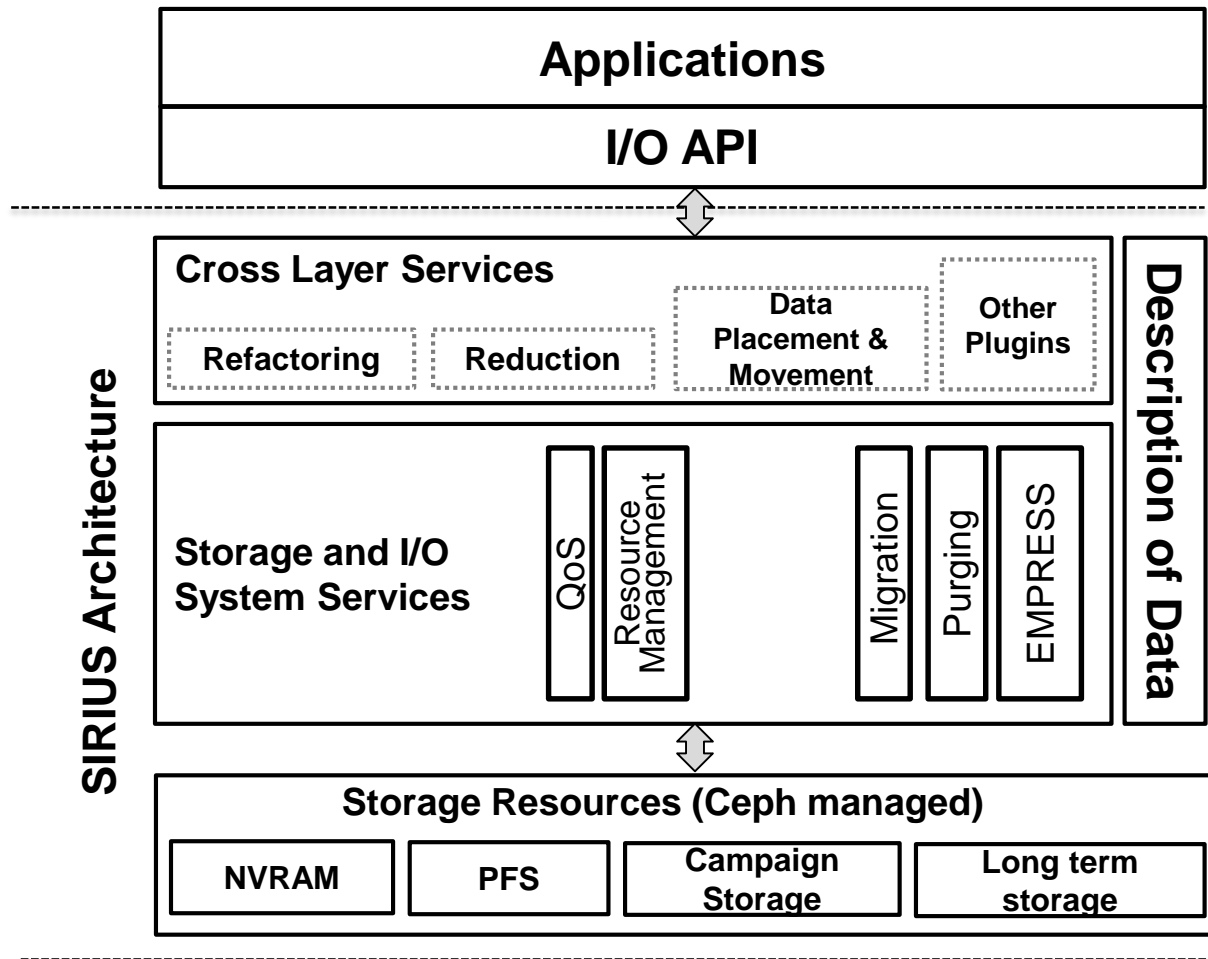 Applications
I/O API
SIRIUS Architecture
Cross Layer Services
Refactoring
Reduction
Data
Placement &
Movement
Other
Plugins
Description of Data
Storage and I/O
System Services
QoS
Resource
Management
Migration
Purging
EMPRESS
Storage Resources (Ceph managed)
NVRAM
PFS
Campaign
Storage
Long term
storage